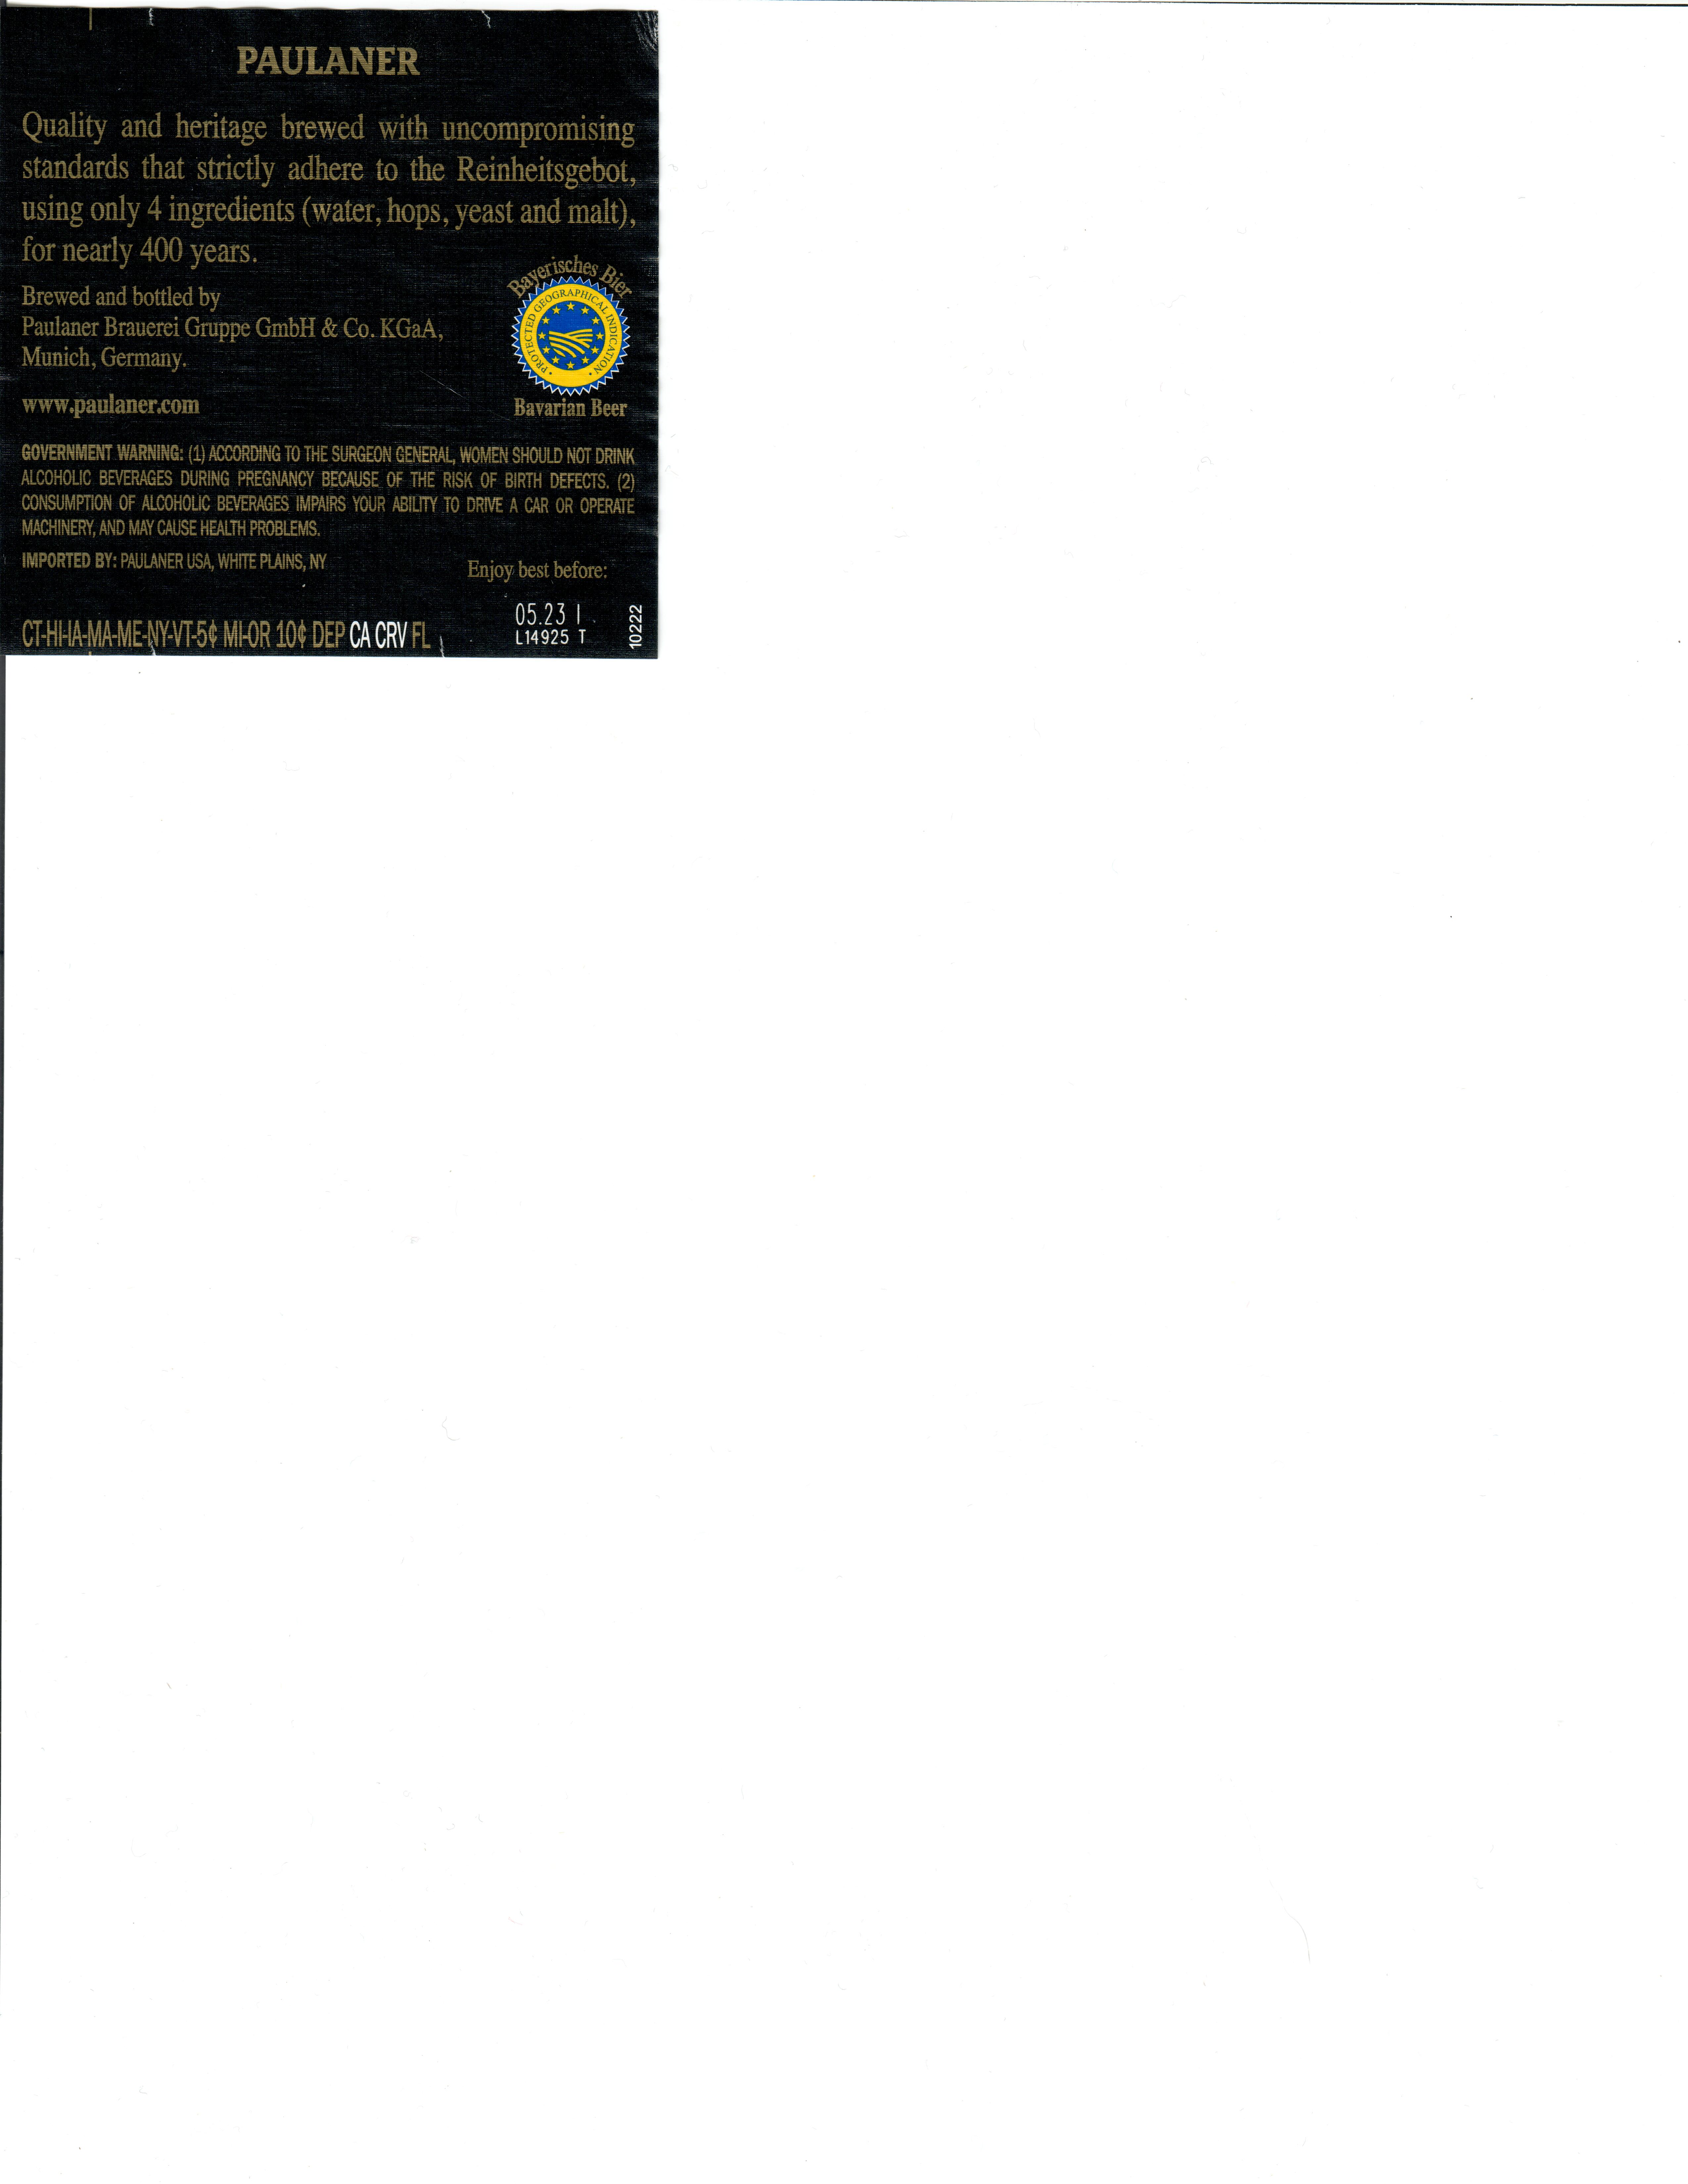 PAULANER
Quality and heritage brewed with uncompromising
standards that strictly adhere to the Reinheitsgebot,
using only 4 ingredients (water, hops, yeast and malt),
for nearly 400 years.
Brewed and bottled by
Paulaner Brauerei Gruppe GmbH & Co. KGaA,
Munich, Germany.
www.paulaner.com
Bayerisches Bier
PROTECTED GEOGRAPHICAL INDICATION
Bavarian Beer
GOVERNMENT WARNING: (1) ACCORDING TO THE SURGEON GENERAL, WOMEN SHOULD NOT DRINK
ALCOHOLIC BEVERAGES DURING PREGNANCY BECAUSE OF THE RISK OF BIRTH DEFECTS. (2)
CONSUMPTION OF ALCOHOLIC BEVERAGES IMPAIRS YOUR ABILITY TO DRIVE A CAR OR OPERATE
MACHINERY, AND MAY CAUSE HEALTH PROBLEMS.
IMPORTED BY: PAULANER USA, WHITE PLAINS, NY
Enjoy best before:
05.23 I
L14925 T
10222
CT-HI-IA-MA-ME-NY-VT-5¢ MI-OR 10¢ DEP CA CRV FL